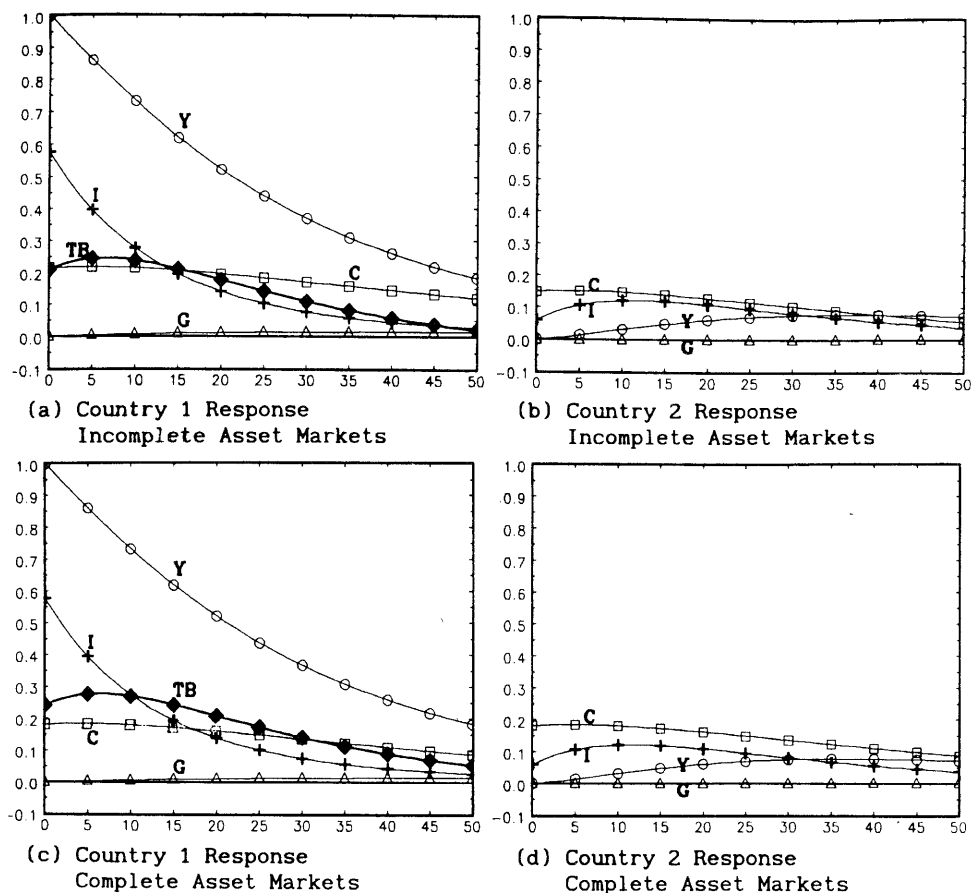 1.0
0.9
0.8
0.7
0.6
0.5
0.4
0.3
0.2
0.1
0.0
-0.1
Y
I
TB
C
G
0 5 10 15 20 25 30 35 40 45 50
(a) Country 1 Response
Incomplete Asset Markets
1.0
0.9
0.8
0.7
0.6
0.5
0.4
0.3
0.2
0.1
0.0
-0.1
C
I
Y
G
0 5 10 15 20 25 30 35 40 45 50
(b) Country 2 Response
Incomplete Asset Markets
1.0
0.9
0.8
0.7
0.6
0.5
0.4
0.3
0.2
0.1
0.0
-0.1
Y
I
TB
C
G
0 5 10 15 20 25 30 35 40 45 50
(c) Country 1 Response
Complete Asset Markets
1.0
0.9
0.8
0.7
0.6
0.5
0.4
0.3
0.2
0.1
0.0
-0.1
C
I
Y
G
0 5 10 15 20 25 30 35 40 45 50
(d) Country 2 Response
Complete Asset Markets